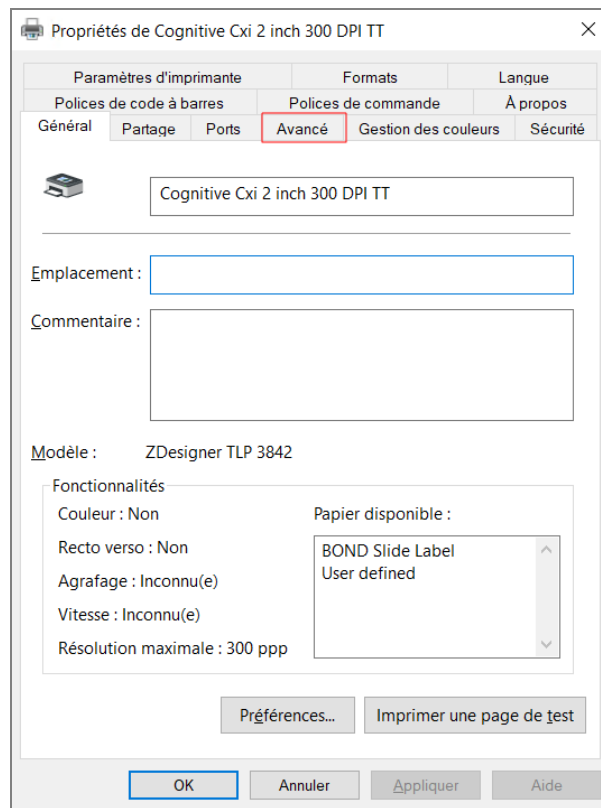 Propriétés de Cognitive Cxi 2 inch 300 DPI TT
Paramètres d'imprimante Formats Langue
Polices de code à barres Polices de commande À propos
Général Partage Ports Avancé Gestion des couleurs Sécurité
Cognitive Cxi 2 inch 300 DPI TT
Emplacement :
Commentaire :
Modèle : ZDesigner TLP 3842
Fonctionnalités
Couleur : Non Papier disponible :
Recto verso : Non BOND Slide Label
User defined
Agrafage : Inconnu(e)
Vitesse : Inconnu(e)
Résolution maximale : 300 ppp
Préférences... Imprimer une page de test
OK Annuler Appliquer Aide